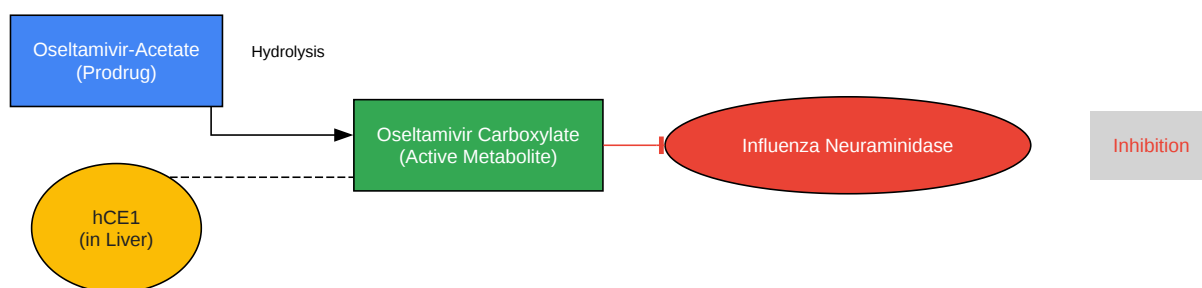 Oseltamivir-Acetate
(Prodrug)
Hydrolysis
Oseltamivir Carboxylate
(Active Metabolite)
Influenza Neuraminidase
Inhibition
hCE1
(in Liver)